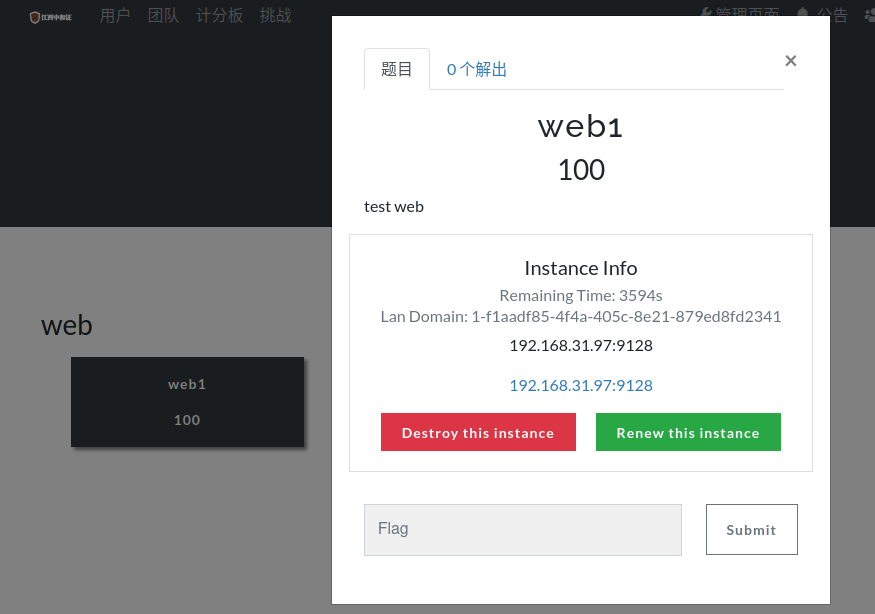 用户 团队 计分板 挑战
管理页面 公告
题目 0 个解出 ×
web1
100
test web
Instance Info
Remaining Time: 3594s
Lan Domain: 1-f1aadf85-4f4a-405c-8e21-879ed8fd2341
192.168.31.97:9128
192.168.31.97:9128
Destroy this instance Renew this instance
Flag Submit
web
web1
100